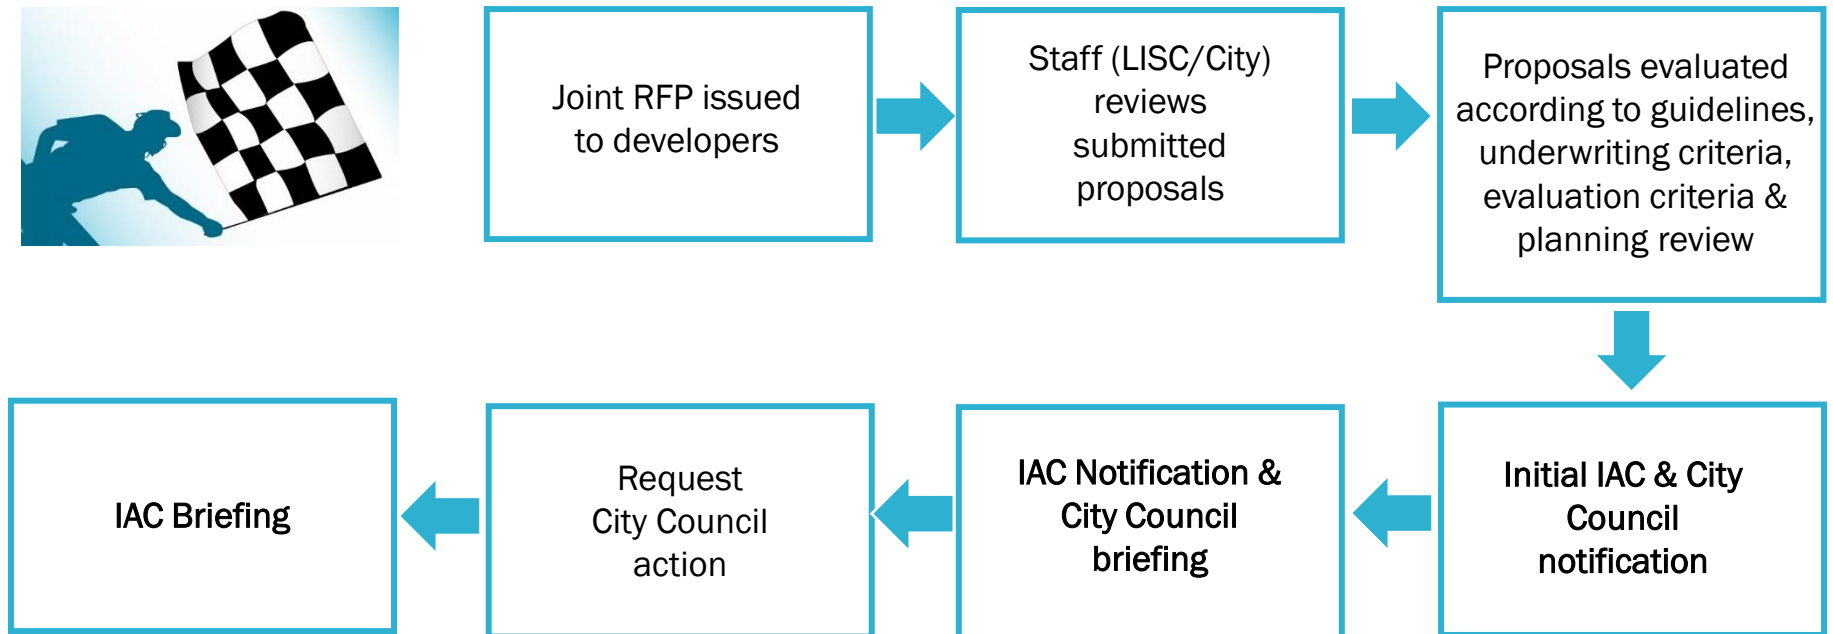 Joint RFP issued
to developers
Staff (LISC/City)
reviews
submitted
proposals
Proposals evaluated
according to guidelines,
underwriting criteria,
evaluation criteria &
planning review
Initial IAC & City
Council
notification
IAC Notification &
City Council
briefing
Request
City Council
action
IAC Briefing